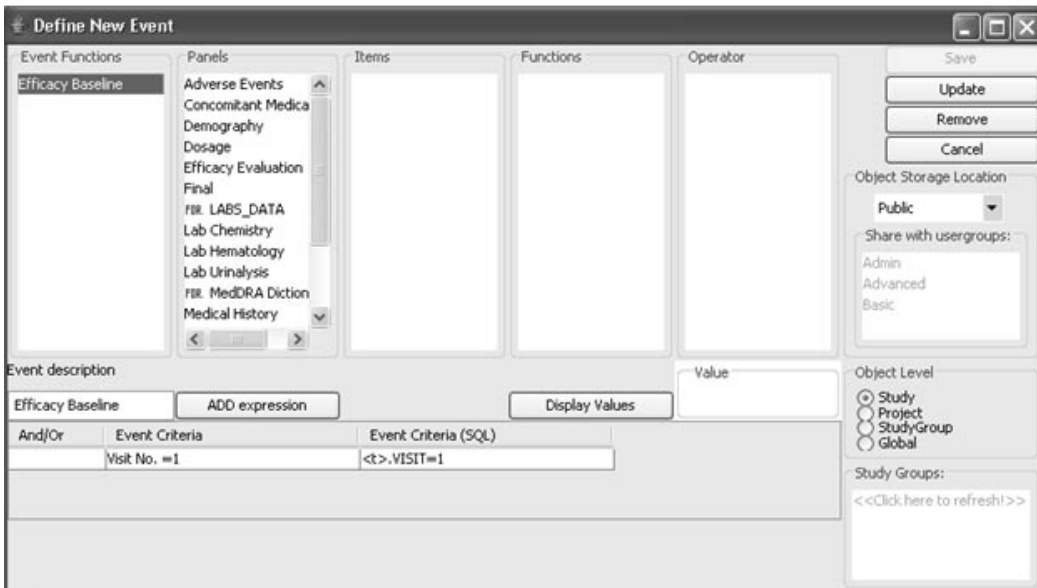 Define New Event
Event Functions
Panels
Items
Functions
Operator
Save
Efficacy Baseline
Adverse Events
Concomitant Medica
Demography
Dosage
Efficacy Evaluation
Final
FOR. LABS_DATA
Lab Chemistry
Lab Hematology
Lab Urinalysis
FOR. MedDRA Diction
Medical History
Update
Remove
Cancel
Object Storage Location
Public
Share with usergroups:
Admin
Advanced
Basic
Event description
Value
Efficacy Baseline
ADD expression
Display Values
Object Level
Study
Project
StudyGroup
Global
And/Or Event Criteria Event Criteria (SQL)
Visit No. =1 <t>.VISIT=1
Study Groups:
<<Click here to refresh!>>